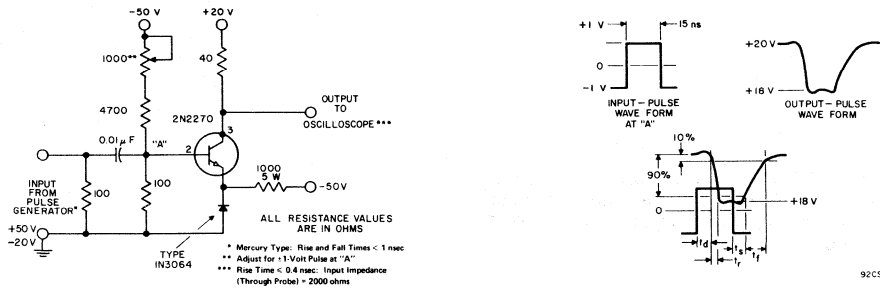 -50 V
+20 V
1000**
40
4700
2N2270
3
OUTPUT
TO
OSCILLOSCOPE ***
0.01 μF
"A"
2
1000
5 W
-50V
INPUT
FROM
PULSE
GENERATOR*
100
100
+50 V
-20 V
TYPE
IN3064
ALL RESISTANCE VALUES
ARE IN OHMS
* Mercury Type: Rise and Fall Times < 1 nsec
** Adjust for ±1-Volt Pulse at "A"
*** Rise Time < 0.4 nsec: Input Impedance
(Through Probe) = 2000 ohms
+1 V
15 ns
0
-1 V
INPUT – PULSE
WAVE FORM
AT "A"
+20 V
+18 V
OUTPUT – PULSE
WAVE FORM
10%
90%
0
+18 V
td
ts
tf
tr
92CS